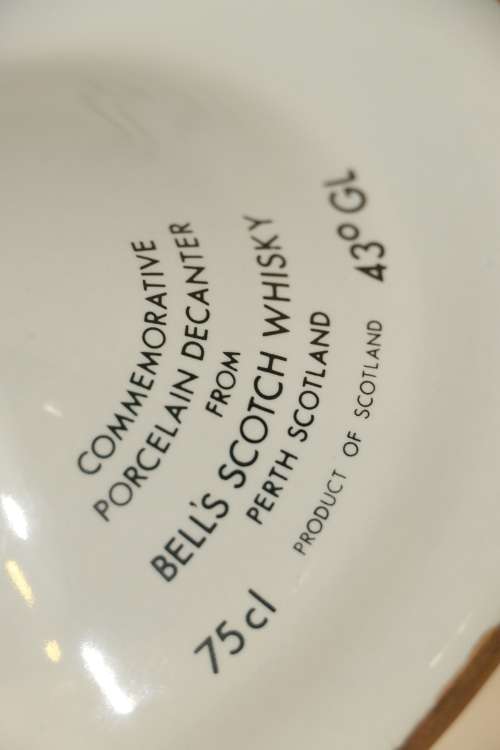 COMMEMORATIVE
PORCELAIN DECANTER
FROM
BELL'S SCOTCH WHISKY
PERTH SCOTLAND
75 cl PRODUCT OF SCOTLAND 43° GL